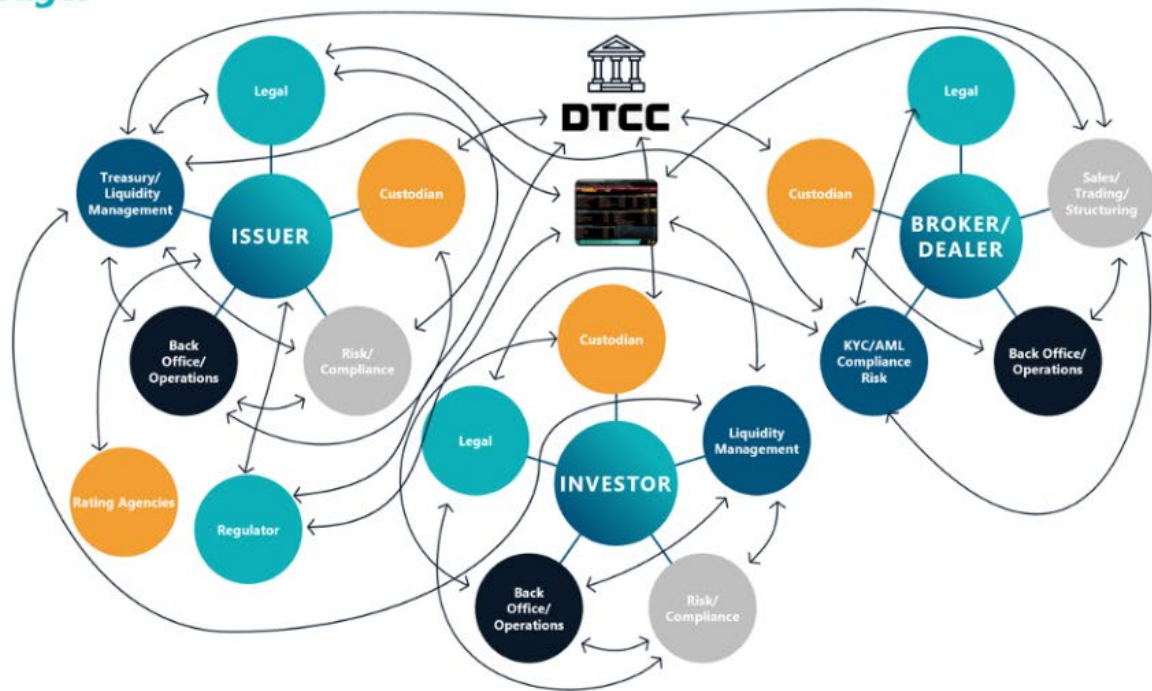 Legal
Treasury/
Liquidity
Management
Custodian
ISSUER
Back
Office/
Operations
Risk/
Compliance
Rating Agencies
Regulator
DTCC
Custodian
Legal
Liquidity
Management
INVESTOR
Back
Office/
Operations
Risk/
Compliance
Legal
Custodian
Sales/
Trading/
Structuring
BROKER/
DEALER
KYC/AML
Compliance
Risk
Back Office/
Operations